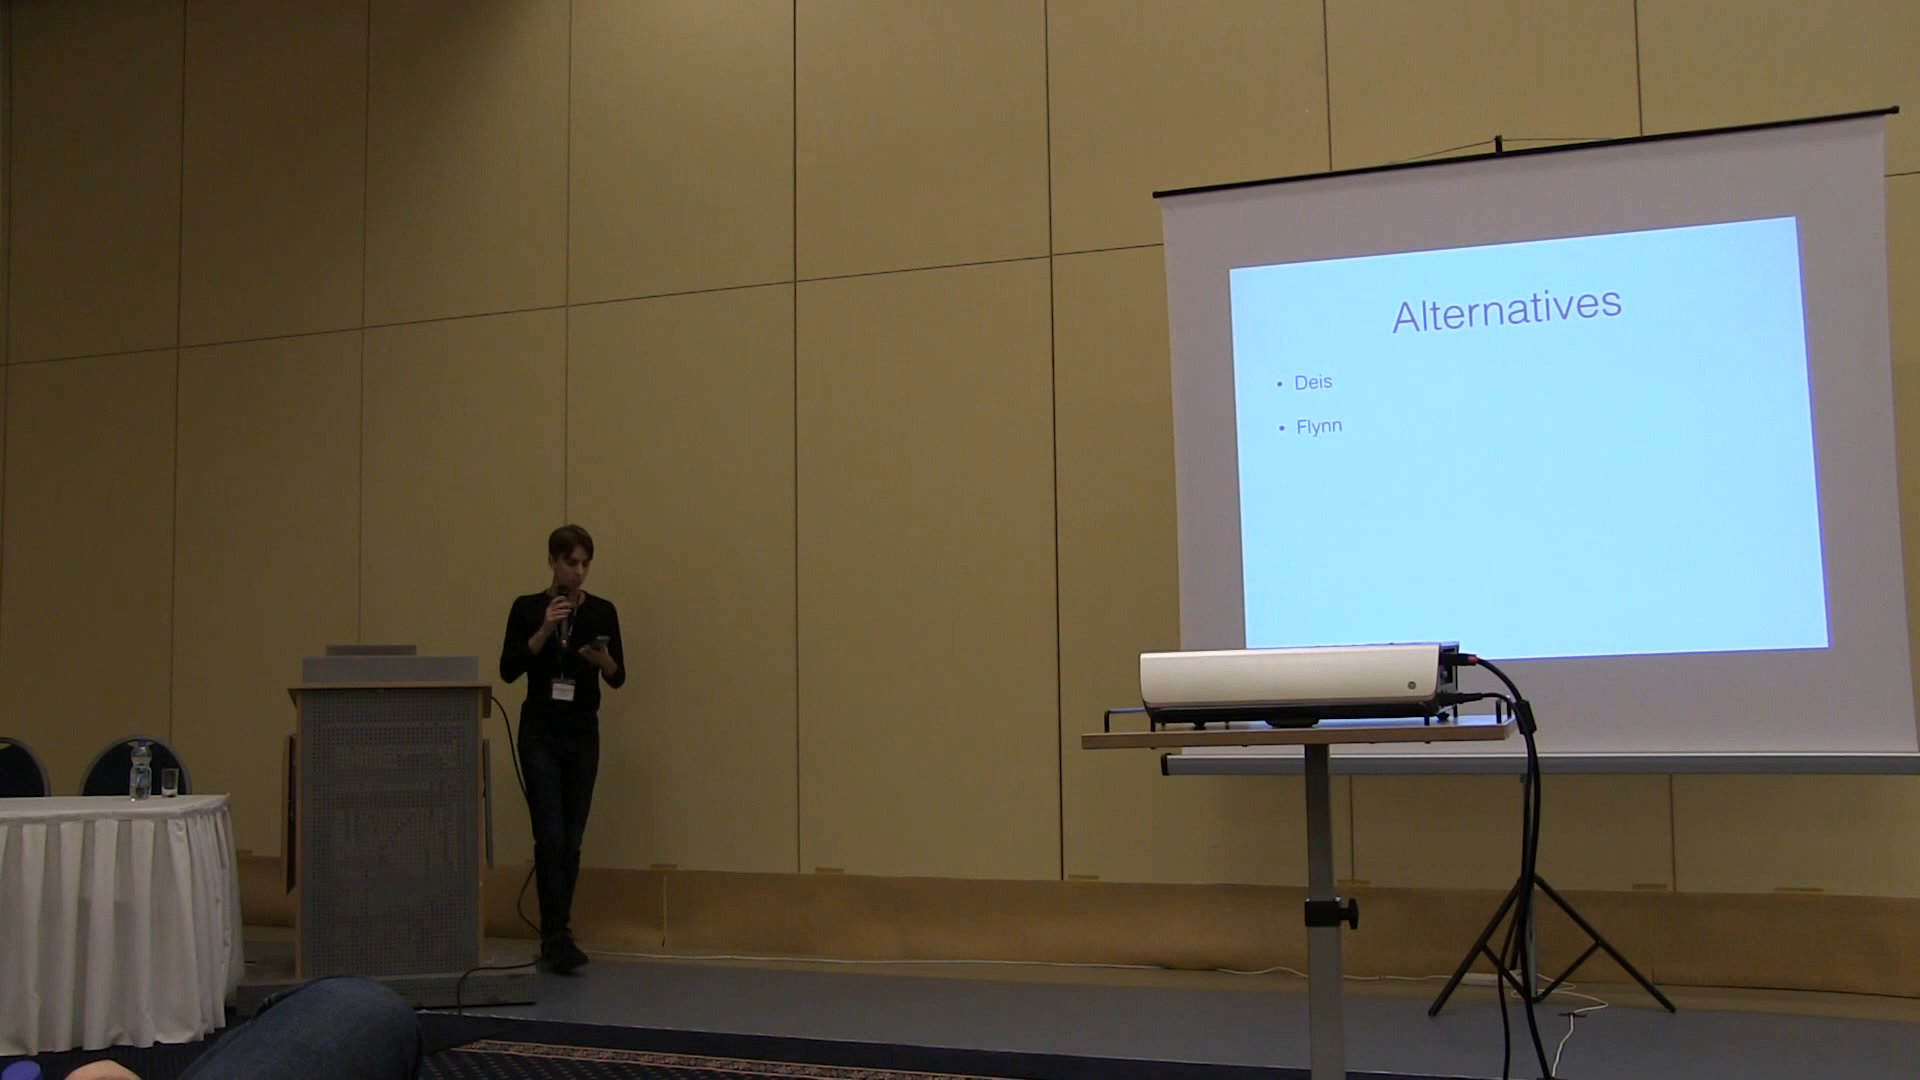 Alternatives
• Deis
• Flynn